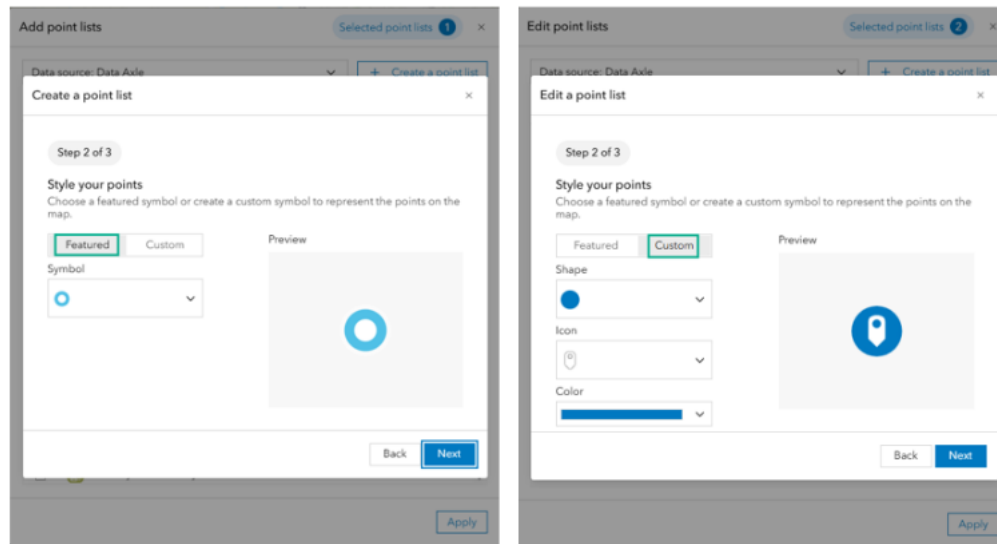 Add point lists
Selected point lists 1
Data source: Data Axle
+ Create a point list
Create a point list
Step 2 of 3
Style your points
Choose a featured symbol or create a custom symbol to represent the points on the
map.
Featured Custom
Preview
Symbol
Back Next
Apply
Edit point lists
Selected point lists 2
Data source: Data Axle
+ Create a point list
Edit a point list
Step 2 of 3
Style your points
Choose a featured symbol or create a custom symbol to represent the points on the
map.
Featured Custom
Preview
Shape
Icon
Color
Back Next
Apply